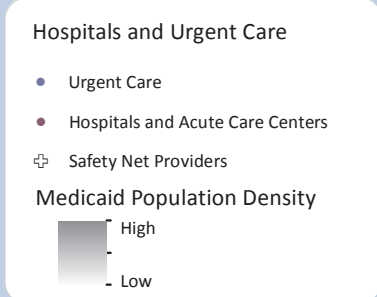 Hospitals and Urgent Care
Urgent Care
Hospitals and Acute Care Centers
Safety Net Providers
Medicaid Population Density
High
Low